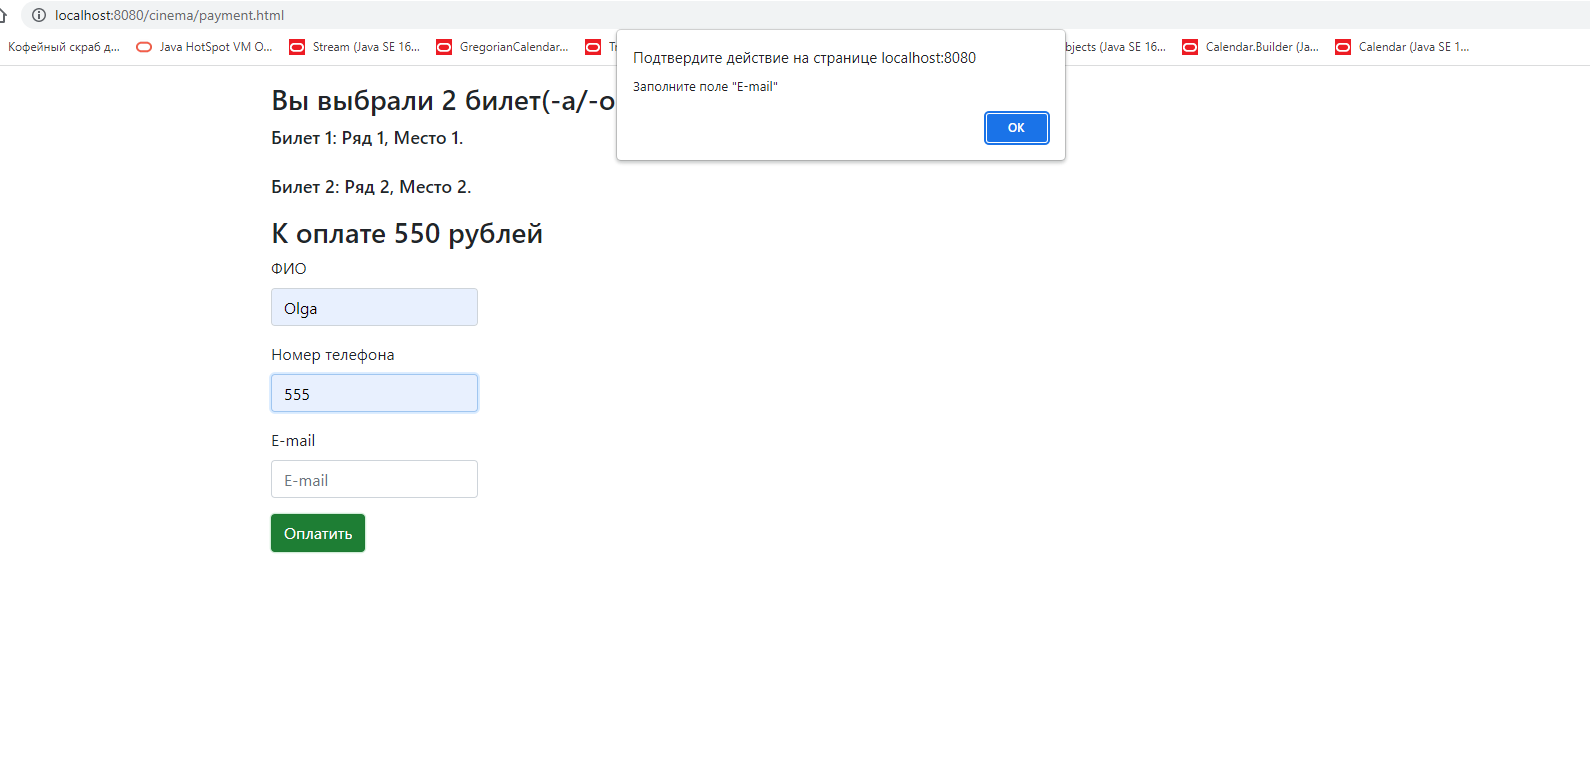 localhost:8080/cinema/payment.html
Кофейный скраб д... Java HotSpot VM O... Stream (Java SE 16... GregorianCalendar... bjects (Java SE 16... Calendar.Builder (Ja... Calendar (Java SE 1...
Подтвердите действие на странице localhost:8080
Заполните поле "E-mail"
OK
Вы выбрали 2 билет(-а/-о
Билет 1: Ряд 1, Место 1.
Билет 2: Ряд 2, Место 2.
К оплате 550 рублей
ФИО
Olga
Номер телефона
555
E-mail
E-mail
Оплатить